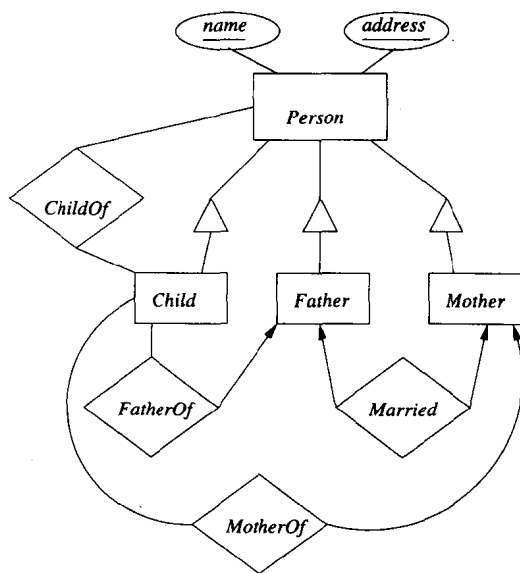 name
address
Person
ChildOf
Child
Father
Mother
FatherOf
Married
MotherOf